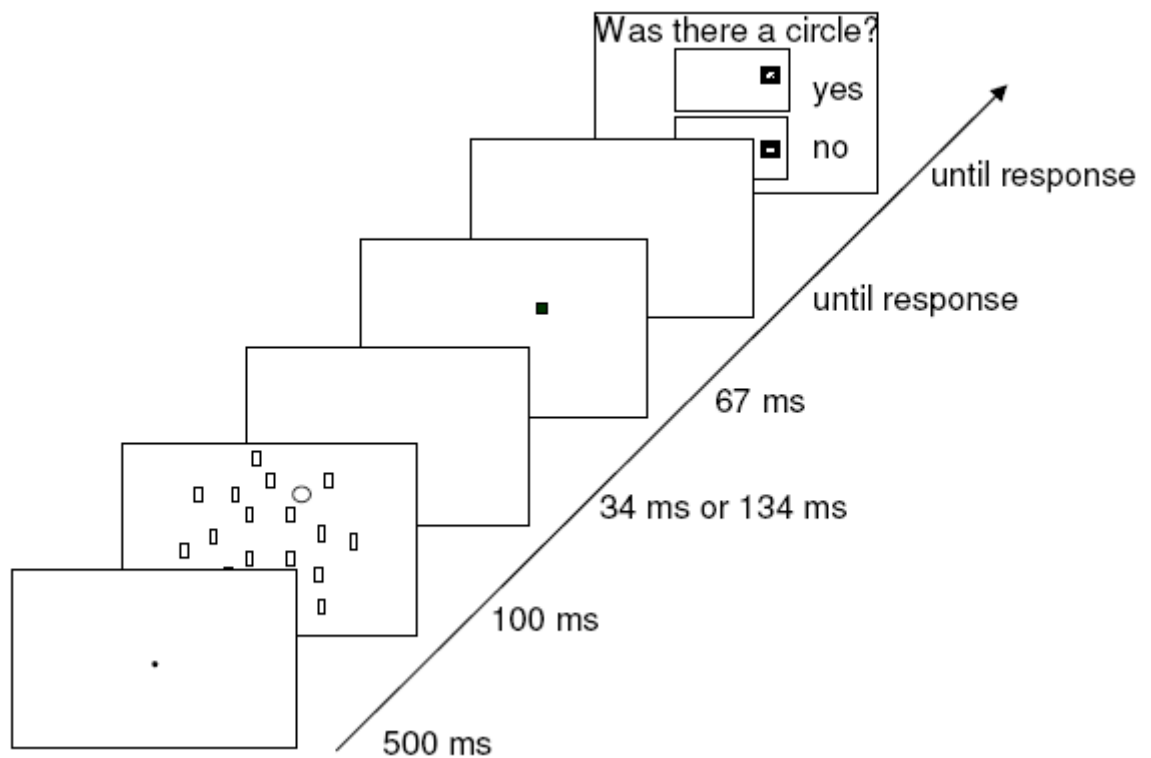 Was there a circle?
yes
no
until response
until response
67 ms
34 ms or 134 ms
100 ms
500 ms